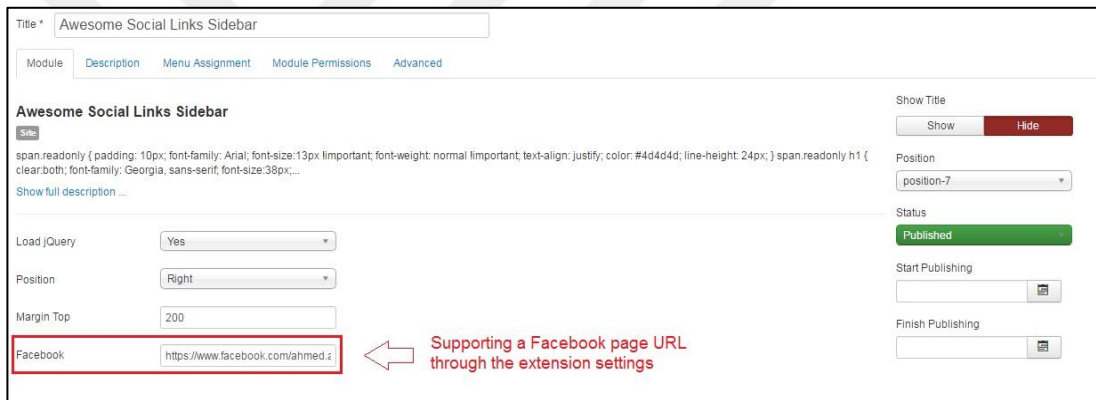 Title * Awesome Social Links Sidebar
Module Description Menu Assignment Module Permissions Advanced
Awesome Social Links Sidebar
Site
span.readonly { padding: 10px; font-family: Arial; font-size:13px !important; font-weight: normal !important; text-align: justify; color: #4d4d4d; line-height: 24px; } span.readonly h1 {
clear:both; font-family: Georgia, sans-serif; font-size:38px;...
Show full description ...
Load jQuery Yes
Position Right
Margin Top 200
Facebook https://www.facebook.com/ahmed.a
Supporting a Facebook page URL
through the extension settings
Show Title
Show Hide
Position
position-7
Status
Published
Start Publishing
Finish Publishing